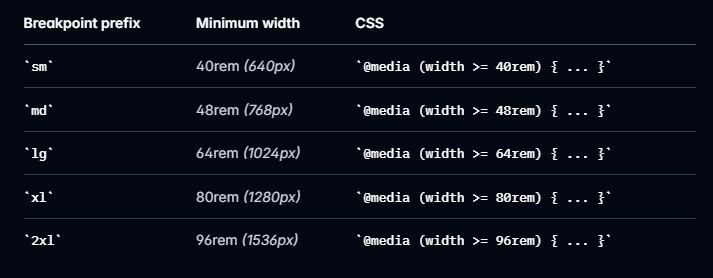 Breakpoint prefix Minimum width CSS
`sm` 40rem (640px) `@media (width >= 40rem) { ... }`
`md` 48rem (768px) `@media (width >= 48rem) { ... }`
`lg` 64rem (1024px) `@media (width >= 64rem) { ... }`
`xl` 80rem (1280px) `@media (width >= 80rem) { ... }`
`2xl` 96rem (1536px) `@media (width >= 96rem) { ... }`